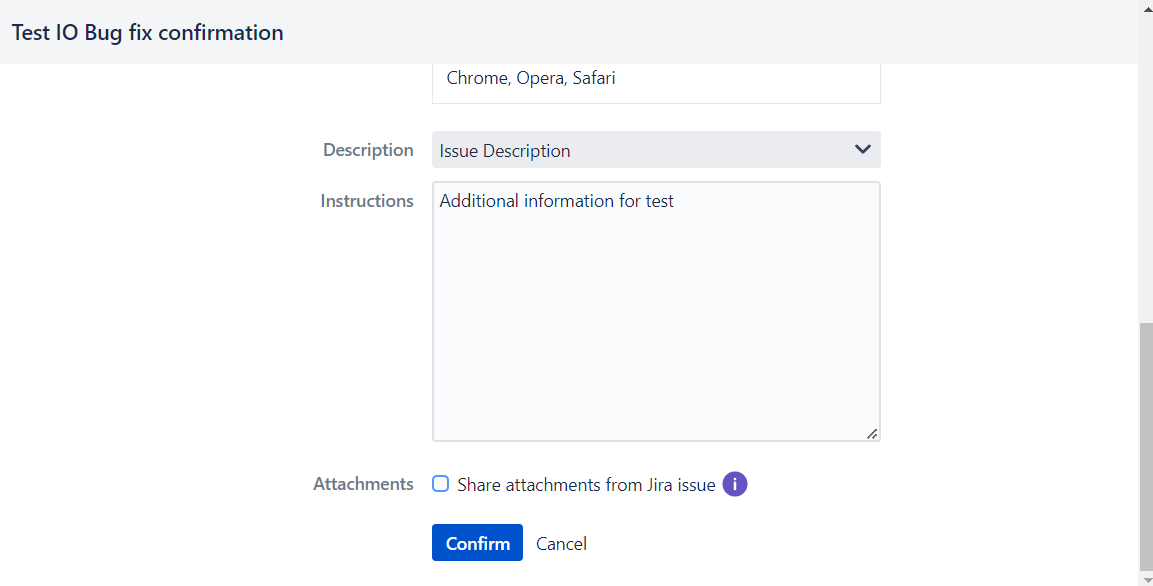 Test IO Bug fix confirmation
Chrome, Opera, Safari
Description
Issue Description
Instructions
Additional information for test
Attachments
Share attachments from Jira issue
i
Confirm
Cancel